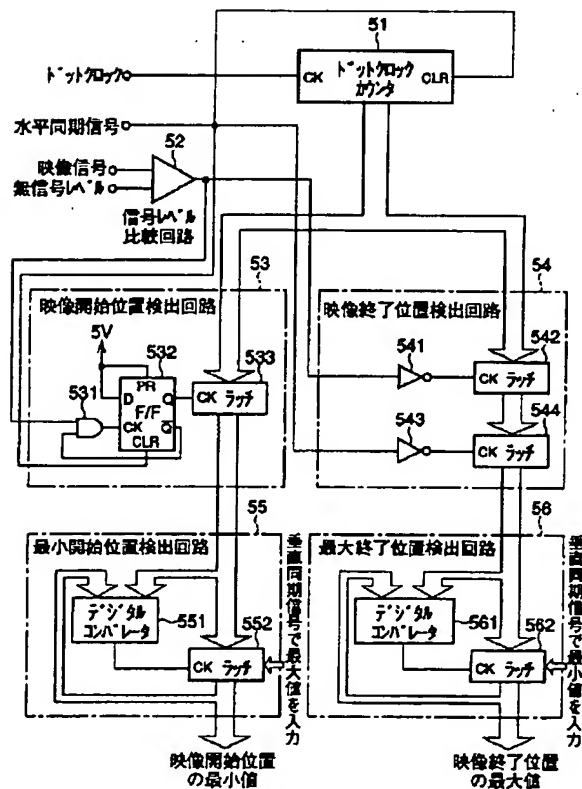 51
ドットクロック
CK
ドットクロック
カウンタ
CLR
水平同期信号
映像信号
無信号レベル
52
信号レベル
比較回路
53
映像開始位置検出回路
5V
532
PR
D
Q
F/F
CK
Q
CLR
531
533
CK ラッチ
54
映像終了位置検出回路
541
542
CK ラッチ
543
544
CK ラッチ
55
最小開始位置検出回路
デジタル
コンパレータ
551
552
CK ラッチ
垂直同期信号で最大値を入力
映像開始位置
の最小値
56
最大終了位置検出回路
デジタル
コンパレータ
561
562
CK ラッチ
垂直同期信号で最小値を入力
映像終了位置
の最大値